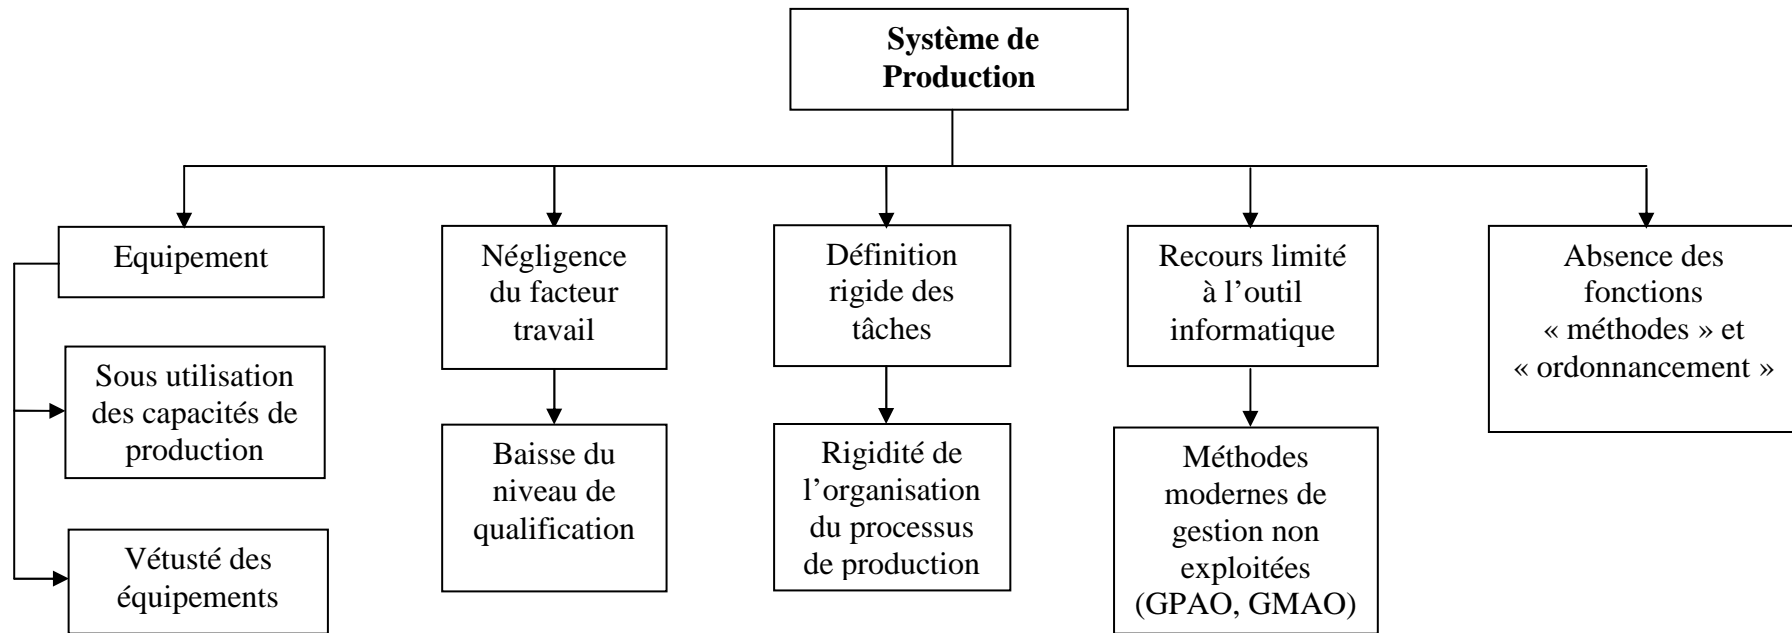 Système de
Production
Equipement
Négligence
du facteur
travail
Définition
rigide des
tâches
Recours limité
à l’outil
informatique
Absence des
fonctions
« méthodes » et
« ordonnancement »
Sous utilisation
des capacités de
production
Baisse du
niveau de
qualification
Rigidité de
l’organisation
du processus
de production
Méthodes
modernes de
gestion non
exploitées
(GPAO, GMAO)
Vétusté des
équipements